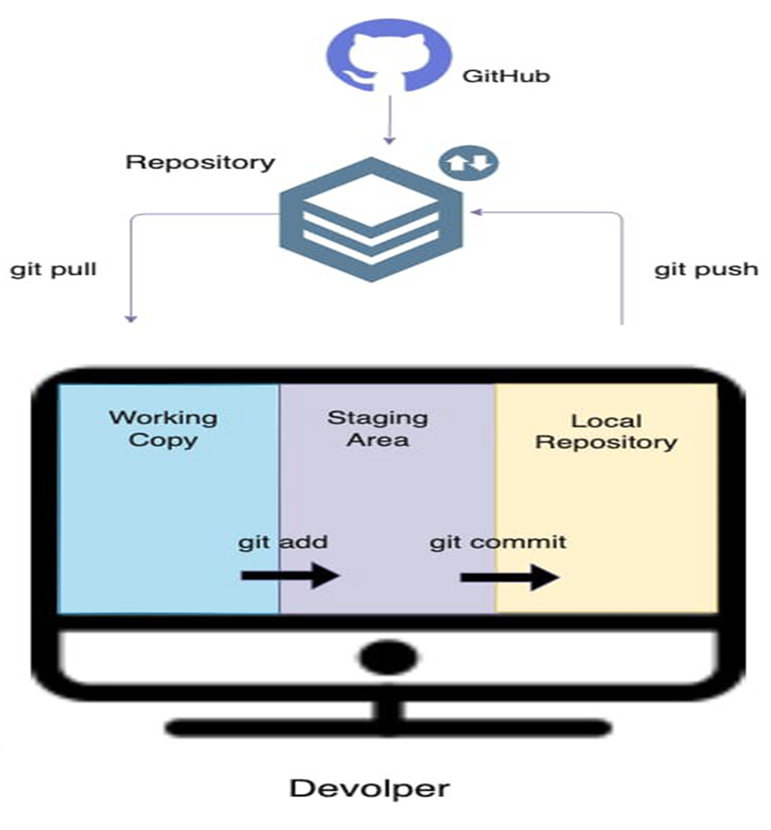 GitHub
Repository
git pull
git push
Working
Copy
Staging
Area
Local
Repository
git add
git commit
Devolper